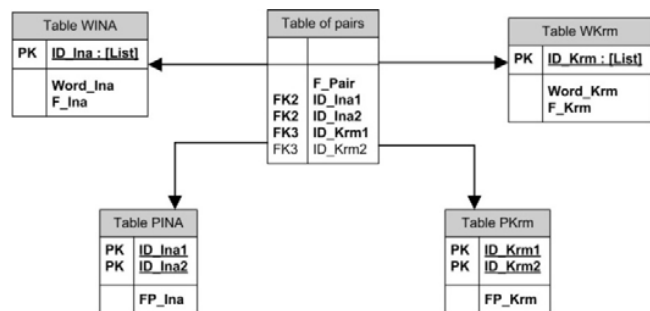 Table WINA
PK ID_Ina : [List]
Word_Ina
F_Ina
Table of pairs
F_Pair
FK2 ID_Ina1
FK2 ID_Ina2
FK3 ID_Krm1
FK3 ID_Krm2
Table WKrm
PK ID_Krm : [List]
Word_Krm
F_Krm
Table PINA
PK ID_Ina1
PK ID_Ina2
FP_Ina
Table PKrm
PK ID_Krm1
PK ID_Krm2
FP_Krm